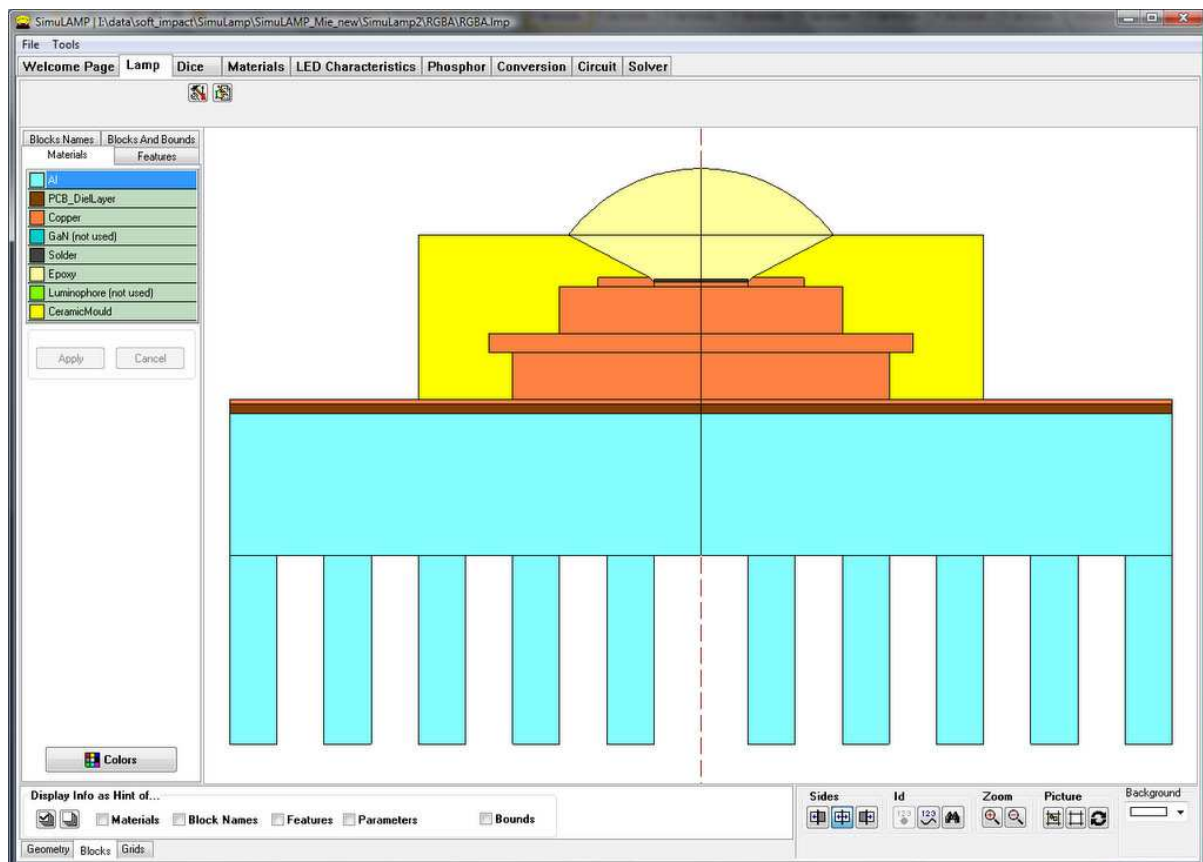 SimuLAMP | I:\data\soft_impact\SimuLamp\SimuLAMP_Mie_new\SimuLamp2\RGBA\RGBA.lmp
File Tools
Welcome Page Lamp Dice Materials LED Characteristics Phosphor Conversion Circuit Solver
Blocks Names Blocks And Bounds
Materials Features
Al
PCB_DielLayer
Copper
GaN (not used)
Solder
Epoxy
Luminophore (not used)
CeramicMould
Apply Cancel
Colors
Display Info as Hint of...
Materials Block Names Features Parameters Bounds
Sides Id Zoom Picture Background
123 123
Geometry Blocks Grids